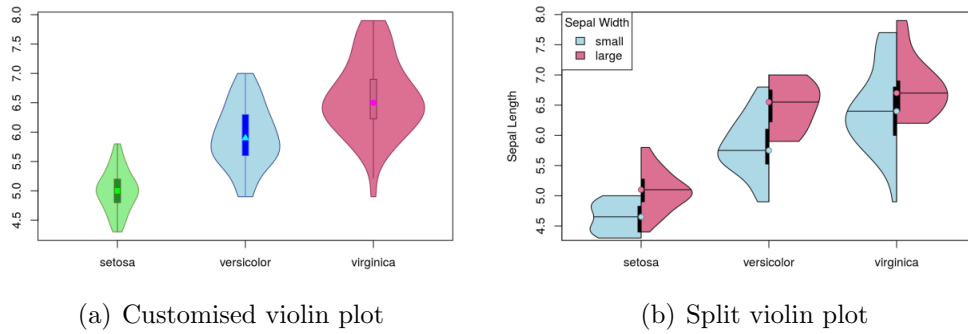 8.0
7.5
7.0
6.5
6.0
5.5
5.0
4.5
setosa
versicolor
virginica
(a) Customised violin plot
Sepal Length
8.0
7.5
7.0
6.5
6.0
5.5
5.0
4.5
Sepal Width
small
large
setosa
versicolor
virginica
(b) Split violin plot